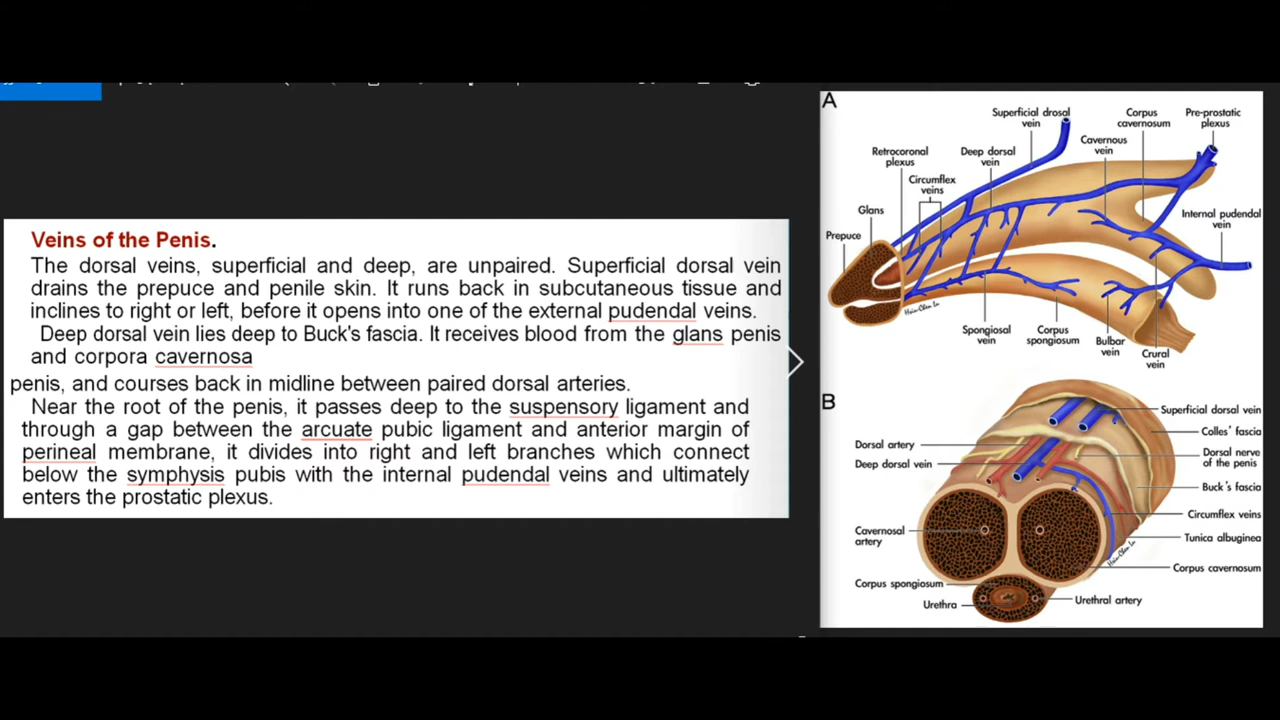 Veins of the Penis.
The dorsal veins, superficial and deep, are unpaired. Superficial dorsal vein
drains the prepuce and penile skin. It runs back in subcutaneous tissue and
inclines to right or left, before it opens into one of the external pudendal veins.
Deep dorsal vein lies deep to Buck's fascia. It receives blood from the glans penis
and corpora cavernosa
penis, and courses back in midline between paired dorsal arteries.
Near the root of the penis, it passes deep to the suspensory ligament and
through a gap between the arcuate pubic ligament and anterior margin of
perineal membrane, it divides into right and left branches which connect
below the symphysis pubis with the internal pudendal veins and ultimately
enters the prostatic plexus.
A
Superficial drosal
vein
Corpus
cavernosum
Pre-prostatic
plexus
Cavernous
vein
Retrocoronal
plexus
Deep dorsal
vein
Circumflex
veins
Glans
Internal pudendal
vein
Prepuce
Hsin-Chen Lu
Spongiosal
vein
Corpus
spongiosum
Bulbar
vein
Crural
vein
B
Superficial dorsal vein
Colles' fascia
Dorsal artery
Dorsal nerve
of the penis
Deep dorsal vein
Buck's fascia
Circumflex veins
Cavernosal
artery
Tunica albuginea
Hsin-Chen Lu
Corpus cavernosum
Corpus spongiosum
Urethra
Urethral artery